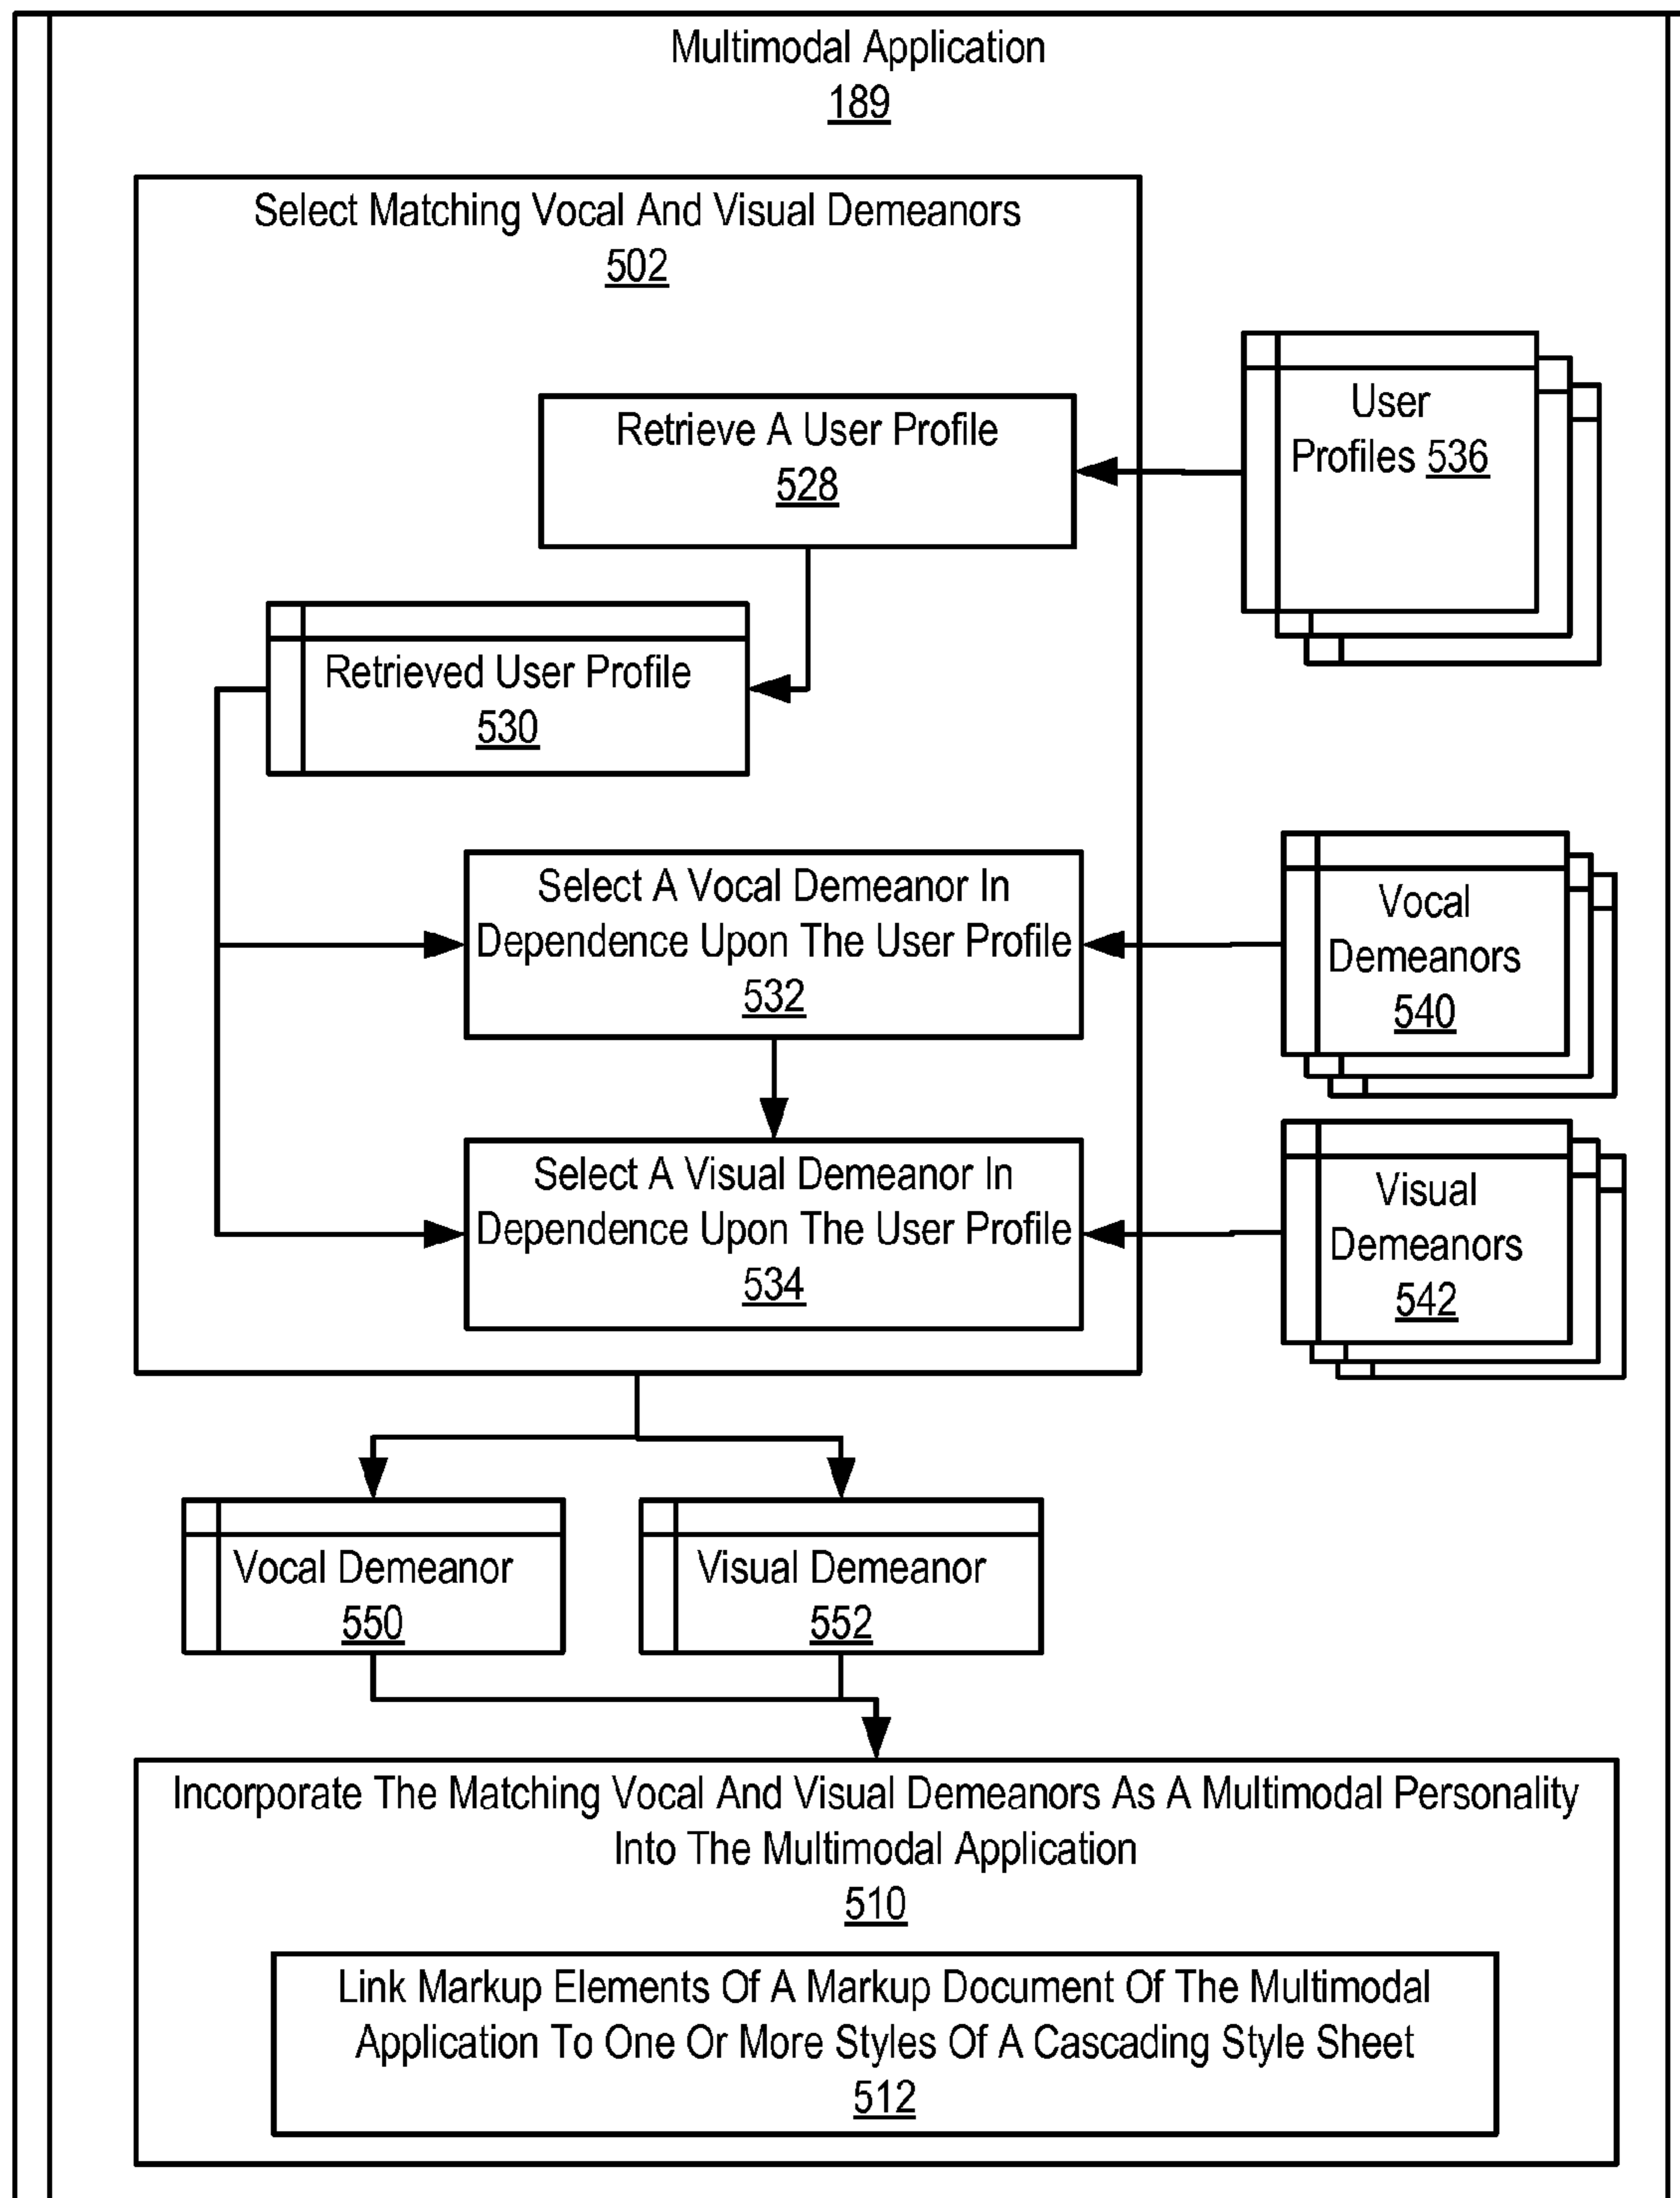 Multimodal Application
189
Select Matching Vocal And Visual Demeanors
502
Retrieve A User Profile
528
User
Profiles 536
Retrieved User Profile
530
Select A Vocal Demeanor In
Dependence Upon The User Profile
532
Vocal
Demeanors
540
Select A Visual Demeanor In
Dependence Upon The User Profile
534
Visual
Demeanors
542
Vocal Demeanor
550
Visual Demeanor
552
Incorporate The Matching Vocal And Visual Demeanors As A Multimodal Personality
Into The Multimodal Application
510
Link Markup Elements Of A Markup Document Of The Multimodal
Application To One Or More Styles Of A Cascading Style Sheet
512